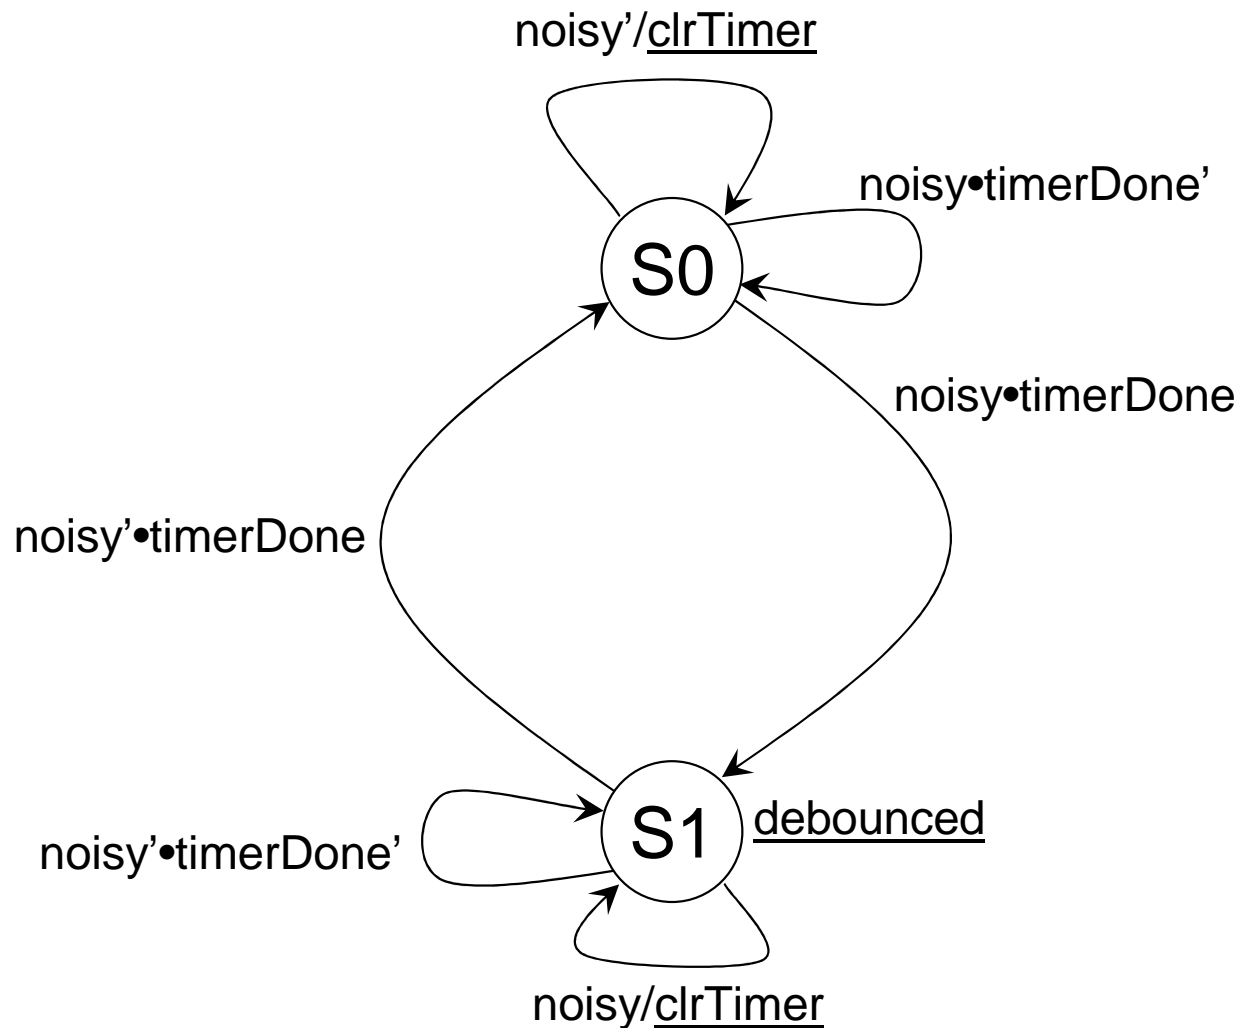 noisy’/clrTimer
noisy•timerDone’
S0
noisy•timerDone
noisy’•timerDone
S1
debounced
noisy’•timerDone’
noisy/clrTimer